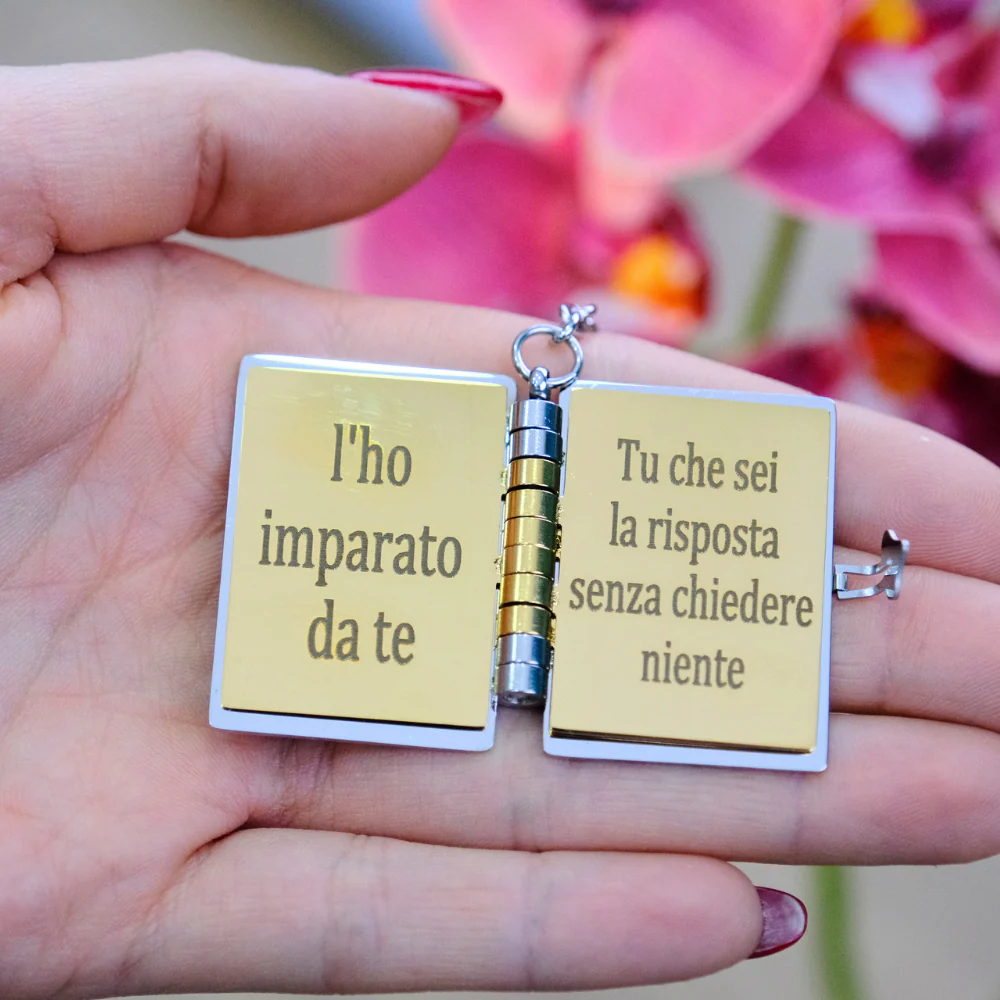 l'ho
imparato
da te
Tu che sei
la risposta
senza chiedere
niente